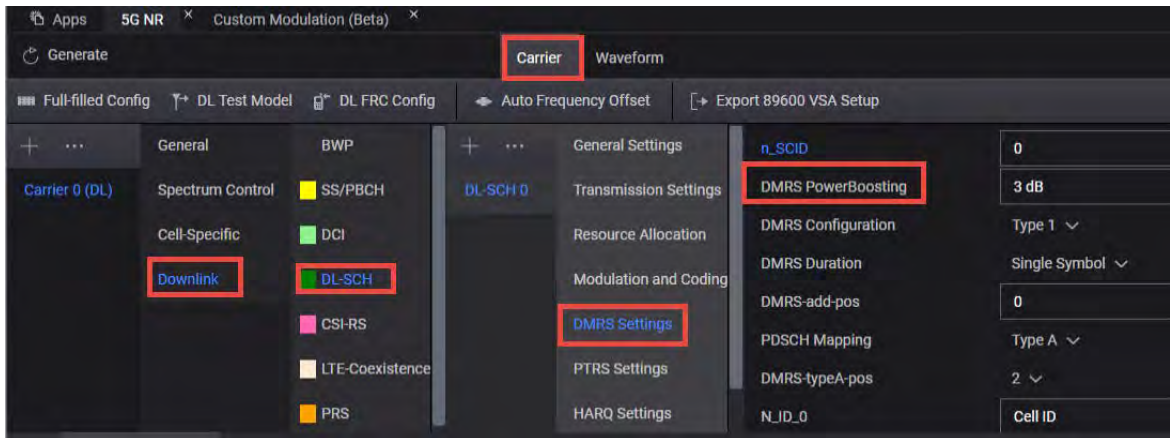 Apps 5G NR × Custom Modulation (Beta) ×
Generate Carrier Waveform
Full-filled Config DL Test Model DL FRC Config Auto Frequency Offset Export 89600 VSA Setup
+ ... General BWP + ... General Settings n_SCID 0
Carrier 0 (DL) Spectrum Control SS/PBCH DL-SCH 0 Transmission Settings DMRS PowerBoosting 3 dB
Cell-Specific DCI Resource Allocation DMRS Configuration Type 1
Downlink DL-SCH Modulation and Coding DMRS Duration Single Symbol
CSI-RS DMRS Settings DMRS-add-pos 0
LTE-Coexistence PTRS Settings PDSCH Mapping Type A
PRS HARQ Settings DMRS-typeA-pos 2
N_ID_0 Cell ID